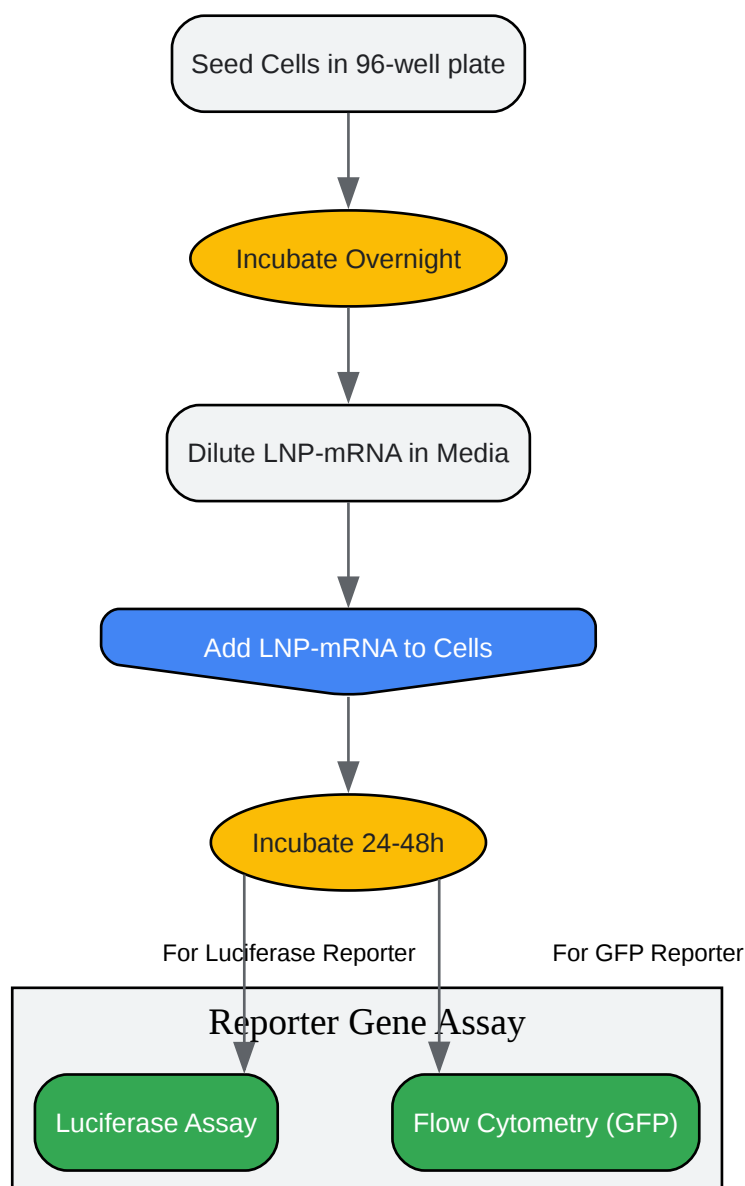 Seed Cells in 96-well plate
Incubate Overnight
Dilute LNP-mRNA in Media
Add LNP-mRNA to Cells
Incubate 24-48h
For Luciferase Reporter
For GFP Reporter
Reporter Gene Assay
Luciferase Assay
Flow Cytometry (GFP)